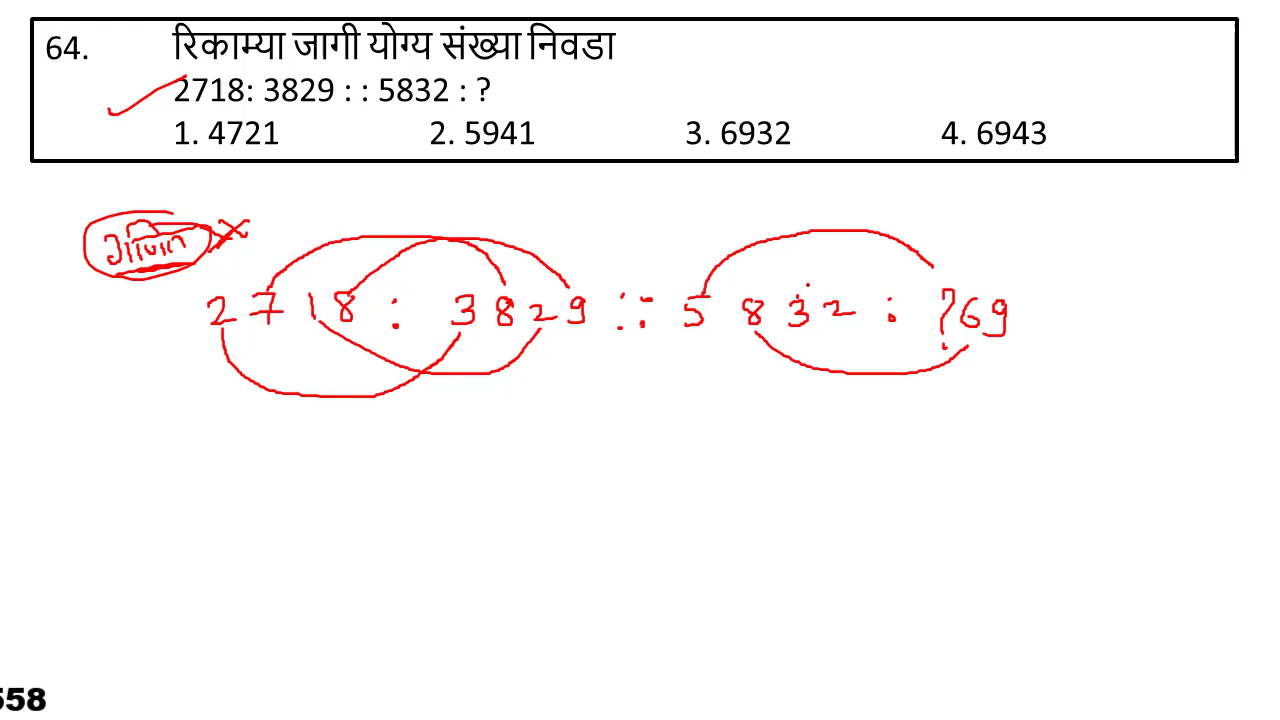 64. रिकाम्या जागी योग्य संख्या निवडा
2718: 3829 : : 5832 : ?
1. 4721 2. 5941 3. 6932 4. 6943
2718 : 3829 :: 5832 : ?69
558